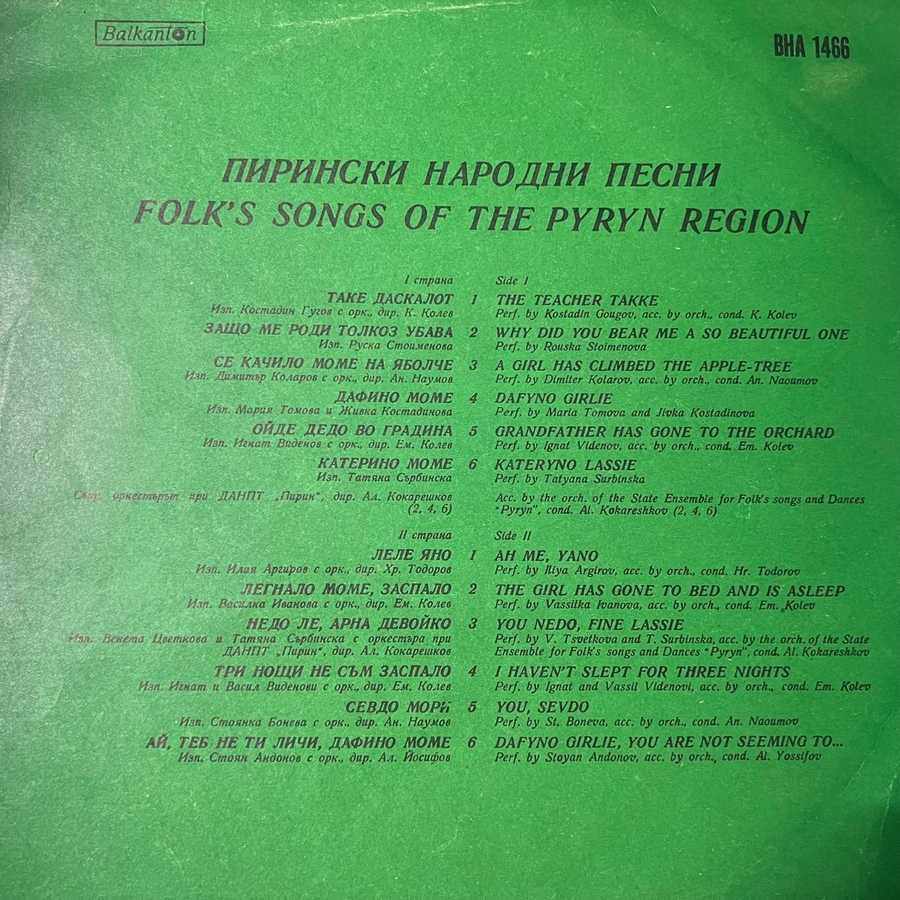 Balkanton
ВНА 1466
ПИРИНСКИ НАРОДНИ ПЕСНИ
FOLK'S SONGS OF THE PYRYN REGION
I страна
ТАКЕ ДАСКАЛОТ
Изп. Костадин Гугов с орк., дир. К. Колев
ЗАЩО МЕ РОДИ ТОЛКОЗ УБАВА
Изп. Руска Стоименова
СЕ КАЧИЛО МОМЕ НА ЯБОЛЧЕ
Изп. Димитър Коларов с орк., дир. Ан. Наумов
ДАФИНО МОМЕ
Изп. Мария Томова и Живка Костадинова
ОЙДЕ ДЕДО ВО ГРАДИНА
Изп. Игнат Виденов с орк., дир. Ем. Колев
КАТЕРИНО МОМЕ
Изп. Татяна Сърбинска
Съпр. оркестърът при ДАНПТ „Пирин", дир. Ал. Кокарешков
(2, 4, 6)
1
2
3
4
5
6
Side I
THE TEACHER TAKKE
Perf. by Kostadin Gougov, acc. by orch., cond. K. Kolev
WHY DID YOU BEAR ME A SO BEAUTIFUL ONE
Perf. by Rouska Stoimenova
A GIRL HAS CLIMBED THE APPLE-TREE
Perf. by Dimiter Kolarov, acc. by orch., cond. An. Naoumov
DAFYNO GIRLIE
Perf. by Maria Tomova and Jivka Kostadinova
GRANDFATHER HAS GONE TO THE ORCHARD
Perf. by Ignat Videnov, acc. by orch., cond. Em. Kolev
KATERYNO LASSIE
Perf. by Tatyana Surbinska
Acc. by the orch. of the State Ensemble for Folk's songs and Dances
"Pyryn", cond. Al. Kokareshkov (2, 4, 6)
II страна
ЛЕЛЕ ЯНО
Изп. Илия Аргиров с орк., дир. Хр. Тодоров
ЛЕГНАЛО МОМЕ, ЗАСПАЛО
Изп. Василка Иванова с орк., дир. Ем. Колев
НЕДО ЛЕ, АРНА ДЕВОЙКО
Изп. Венета Цветкова и Татяна Сърбинска с оркестъра при
ДАНПТ „Пирин", дир. Ал. Кокарешков
ТРИ НОЩИ НЕ СЪМ ЗАСПАЛО
Изп. Игнат и Васил Виденови с орк., дир. Ем. Колев
СЕВДО МОРИ
Изп. Стоянка Бонева с орк., дир. Ан. Наумов
АЙ, ТЕБ НЕ ТИ ЛИЧИ, ДАФИНО МОМЕ
Изп. Стоян Андонов с орк., дир. Ал. Йосифов
1
2
3
4
5
6
Side II
AH ME, YANO
Perf. by Iliya Argirov, acc. by orch., cond. Hr. Todorov
THE GIRL HAS GONE TO BED AND IS ASLEEP
Perf. by Vassilka Ivanova, acc. by orch., cond. Em. Kolev
YOU NEDO, FINE LASSIE
Perf. by V. Tsvetkova and T. Surbinska, acc. by the orch. of the State
Ensemble for Folk's songs and Dances "Pyryn", cond. Al. Kokareshkov
I HAVEN'T SLEPT FOR THREE NIGHTS
Perf. by Ignat and Vassil Videnovi, acc. by orch., cond. Em. Kolev
YOU, SEVDO
Perf. by St. Boneva, acc. by orch., cond. An. Naoumov
DAFYNO GIRLIE, YOU ARE NOT SEEMING TO...
Perf. by Stoyan Andonov, acc. by orch., cond. Al. Yossifov